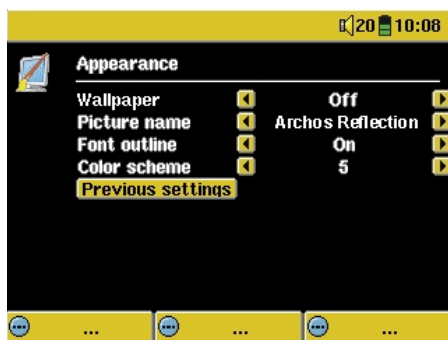 20 10:08
Appearance
Wallpaper Off
Picture name Archos Reflection
Font outline On
Color scheme 5
Previous settings
... ... ...